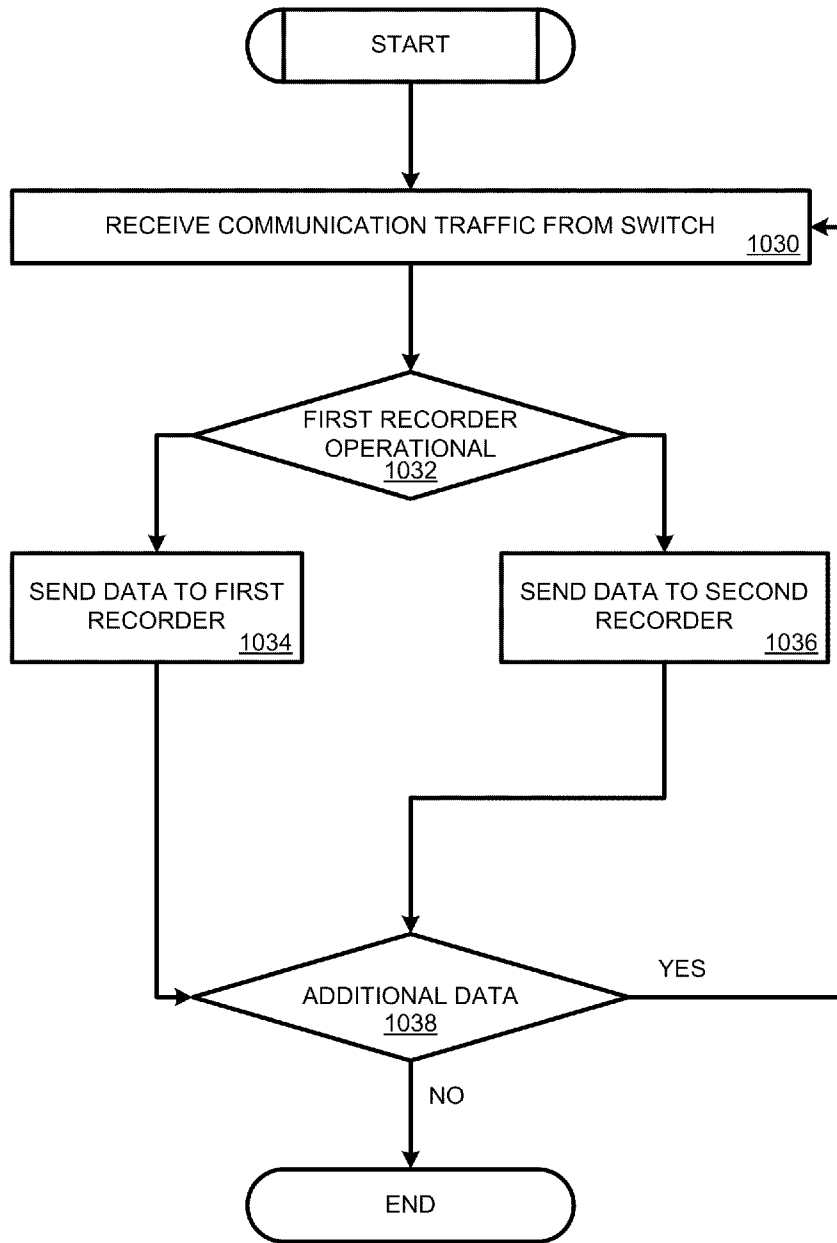 START
RECEIVE COMMUNICATION TRAFFIC FROM SWITCH
1030
FIRST RECORDER
OPERATIONAL
1032
SEND DATA TO FIRST
RECORDER
1034
SEND DATA TO SECOND
RECORDER
1036
YES
ADDITIONAL DATA
1038
NO
END